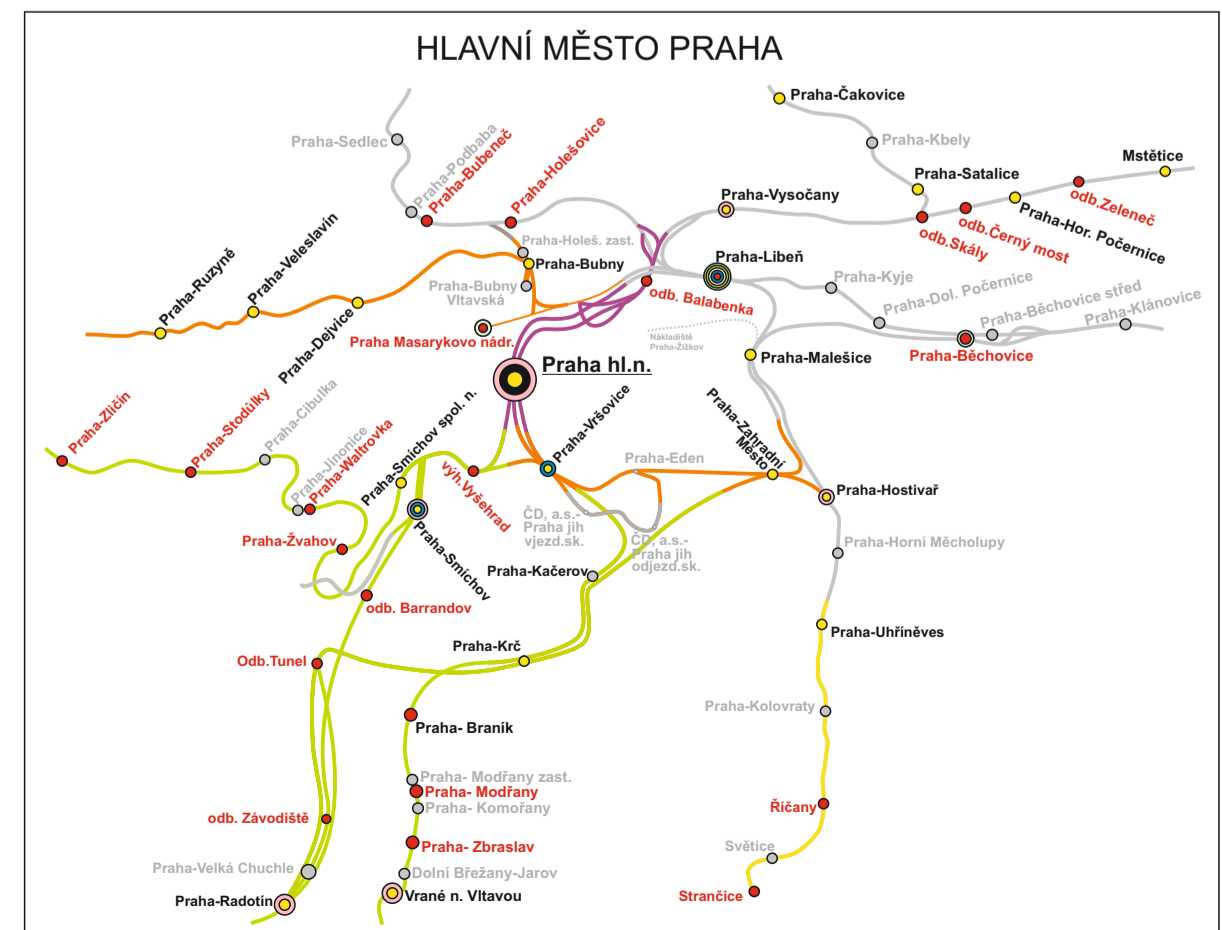 HLAVNÍ MĚSTO PRAHA
Praha-Čakovice
Praha-Sedlec
Praha-Podbaba
Praha-Bubeneč
Praha-Holešovice
Praha-Kbely
Mstětice
Praha-Satalice
Praha-Vysočany
odb.Zeleneč
Praha-Hor. Počernice
odb.Černý most
odb.Skály
Praha-Ruzyně
Praha-Veleslavín
Praha-Holeš. zast.
Praha-Bubny
Praha-Libeň
Praha-Kyje
Praha-Bubny
Vltavská
odb. Balabenka
Praha-Dol. Počernice
Praha-Běchovice střed
Praha-Klánovice
Praha-Dejvice
Praha Masarykovo nádr.
Nákladiště
Praha-Žižkov
Praha-Malešice
Praha-Běchovice
Praha hl.n.
Praha-Zličín
Praha-Stodůlky
Praha-Cibulka
Praha-Jinonice
Praha-Waltrovka
Praha-Smíchov spol. n.
Praha-Vršovice
Praha-Zahradní
Město
Praha-Eden
výh.Vyšehrad
Praha-Hostivař
ČD, a.s.-
Praha jih
vjezd.sk.
ČD, a.s.-
Praha jih
odjezd.sk.
Praha-Žvahov
Praha-Smíchov
Praha-Horní Měcholupy
Praha-Kačerov
odb. Barrandov
Praha-Uhříněves
Praha-Krč
Odb.Tunel
Praha-Kolovraty
Praha- Braník
Praha- Modřany zast.
Praha- Modřany
Praha- Komořany
Říčany
odb. Závodiště
Praha- Zbraslav
Světice
Praha-Velká Chuchle
Dolní Břežany-Jarov
Praha-Radotín
Vrané n. Vltavou
Strančice